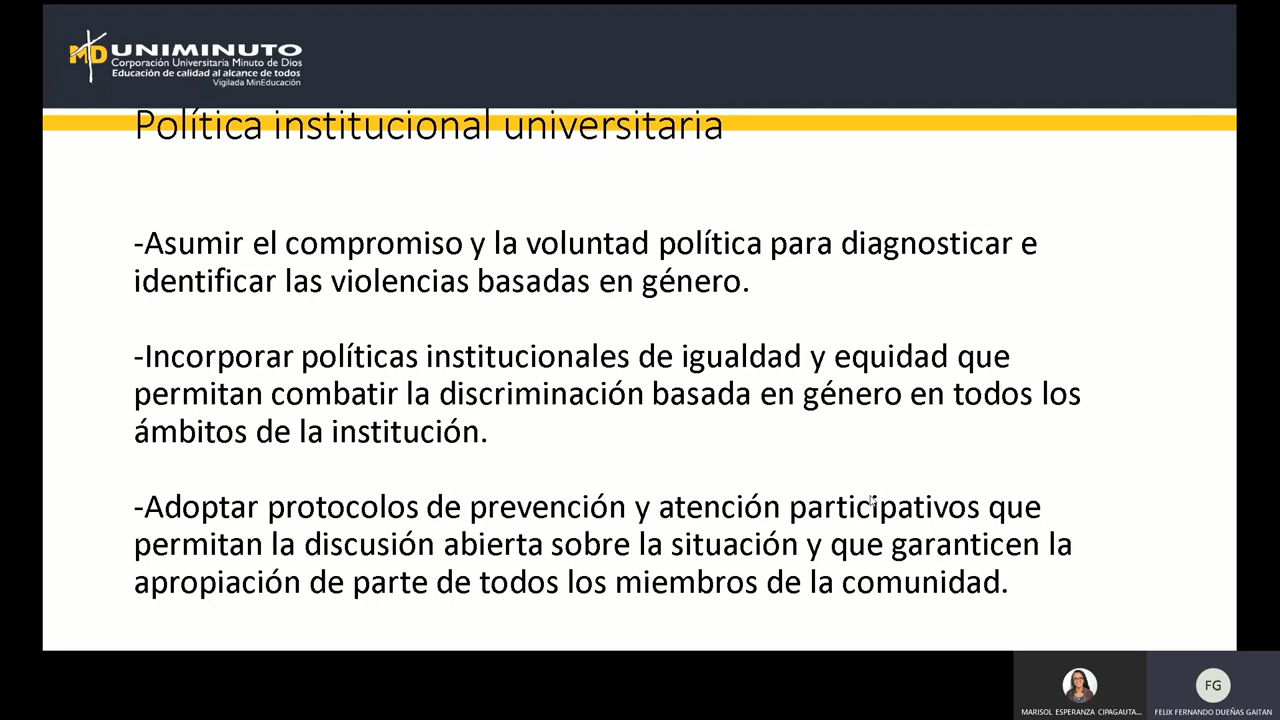 UNIMINUTO
Corporación Universitaria Minuto de Dios
Educación de calidad al alcance de todos
Vigilada MinEducación
Política institucional universitaria
-Asumir el compromiso y la voluntad política para diagnosticar e
identificar las violencias basadas en género.
-Incorporar políticas institucionales de igualdad y equidad que
permitan combatir la discriminación basada en género en todos los
ámbitos de la institución.
-Adoptar protocolos de prevención y atención participativos que
permitan la discusión abierta sobre la situación y que garanticen la
apropiación de parte de todos los miembros de la comunidad.
FG
MARISOL ESPERANZA CIPAGAUTA...
FELIX FERNANDO DUEÑAS GAITAN